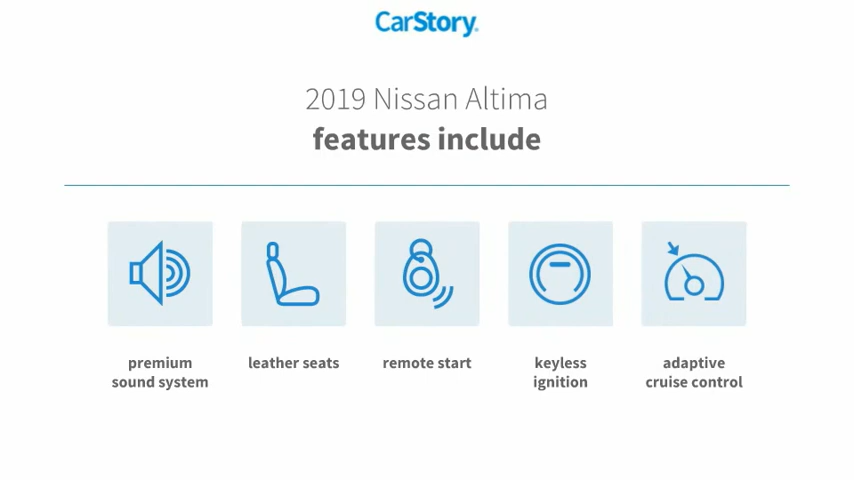 CarStory.
2019 Nissan Altima
features include
premium
sound system
leather seats
remote start
keyless
ignition
adaptive
cruise control